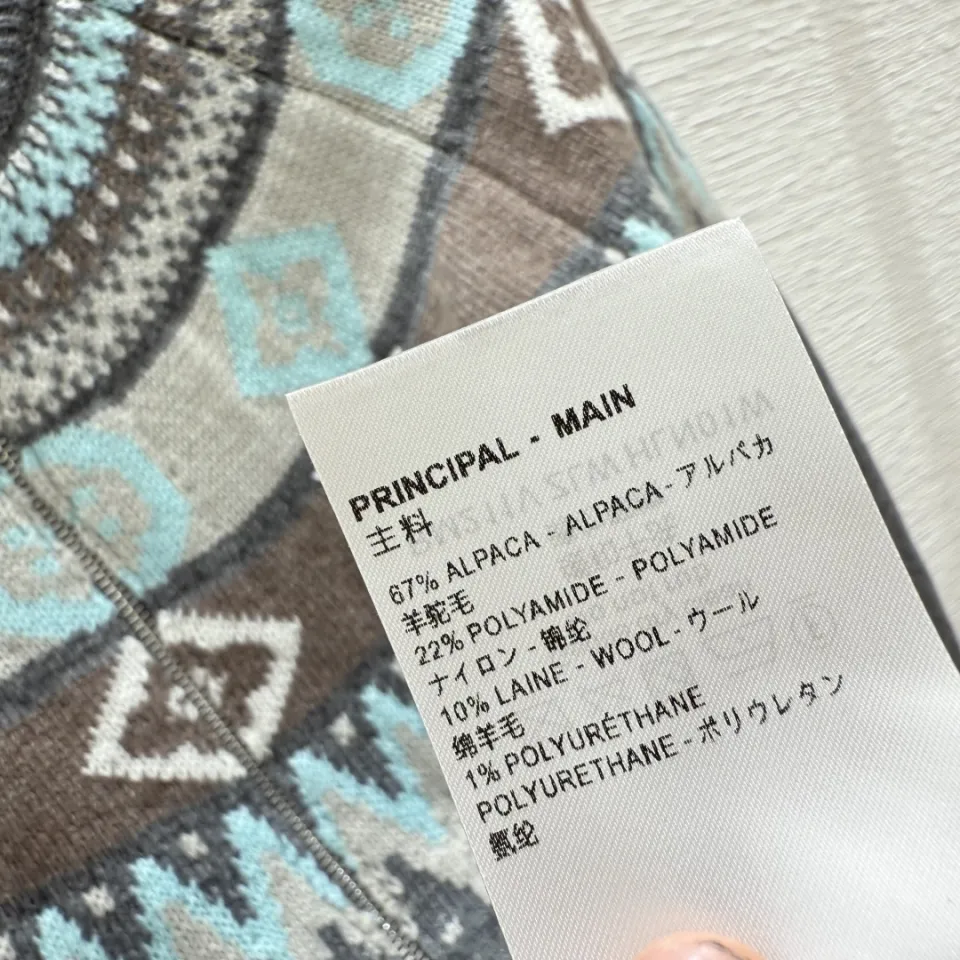 PRINCIPAL - MAIN
主料
67% ALPACA - ALPACA-アルパカ
羊驼毛
22% POLYAMIDE - POLYAMIDE
ナイロン - 锦纶
10% LAINE - WOOL - ウール
绵羊毛
1% POLYURÉTHANE
POLYURETHANE-ポリウレタン
氨纶